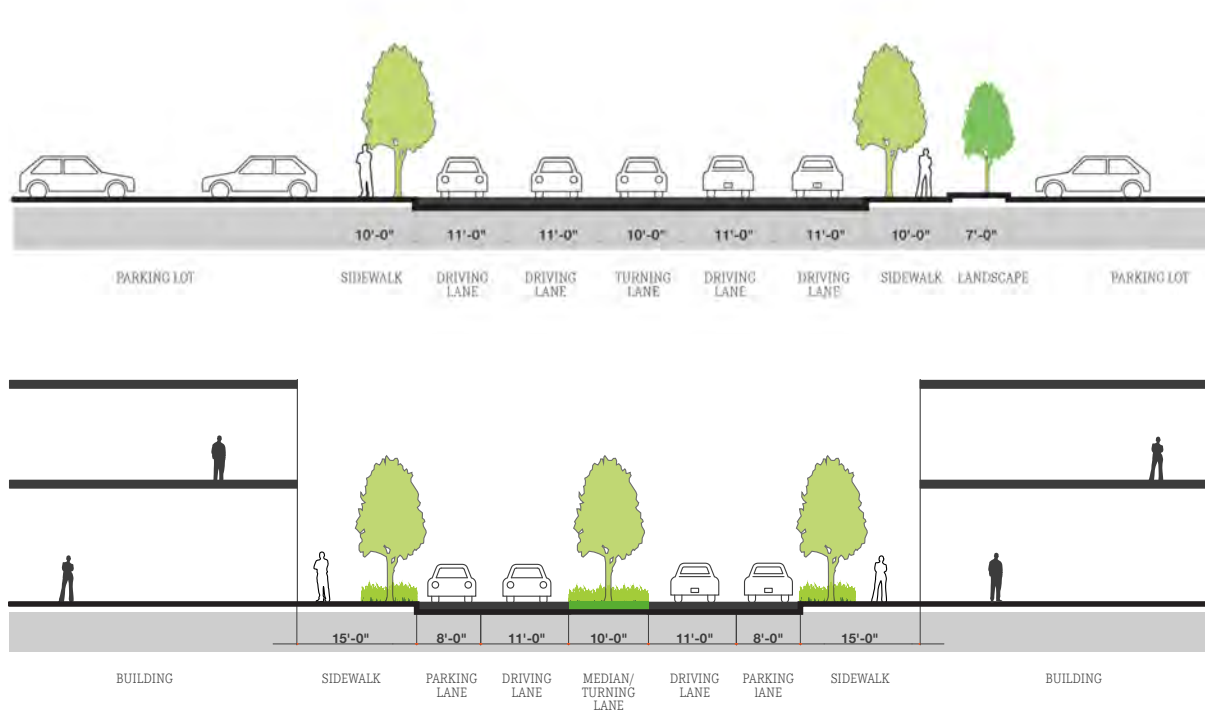 10'-0" 11'-0" 11'-0" 10'-0" 11'-0" 11'-0" 10'-0" 7'-0"
PARKING LOT SIDEWALK DRIVING DRIVING TURNING DRIVING DRIVING SIDEWALK LANDSCAPE PARKING LOT
LANE LANE LANE LANE LANE
15'-0" 8'-0" 11'-0" 10'-0" 11'-0" 8'-0" 15'-0"
BUILDING SIDEWALK PARKING DRIVING MEDIAN/ DRIVING PARKING SIDEWALK BUILDING
LANE LANE TURNING LANE lANE
LANE